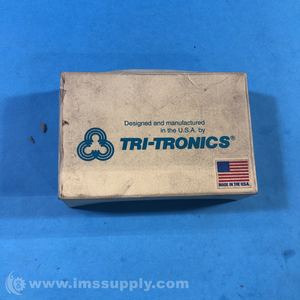 Designed and manufactured
in the U.S.A. by
TRI-TRONICS®
MADE IN THE U.S.A.
© www.imssupply.com